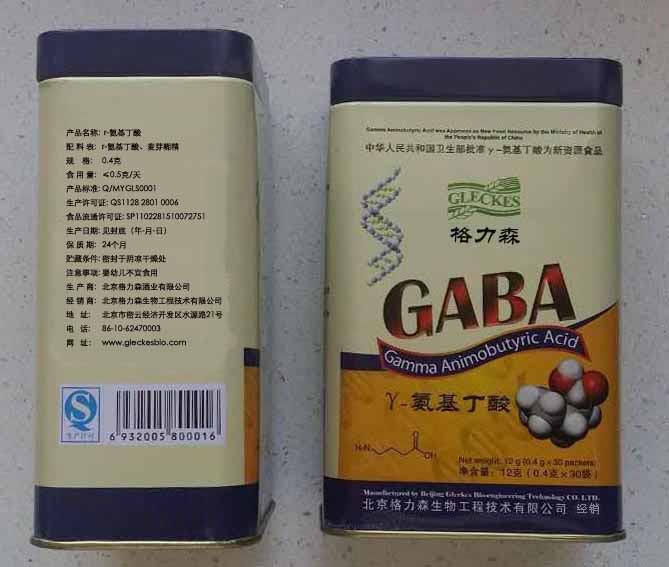 产品名称: r-氨基丁酸
配 料 表: r-氨基丁酸、麦芽糊精
规 格: 0.4克
食 用 量: ≤0.5克/天
产品标准: Q/MYGLS0001
生产许可证: QS1128 2801 0006
食品流通许可证: SP1102281510072751
生产日期: 见封底 (年-月-日)
保 质 期: 24个月
贮藏条件: 密封于阴凉干燥处
注意事项: 婴幼儿不宜食用
生 产 商: 北京格力森酒业有限公司
经 销 商: 北京格力森生物工程技术有限公司
地 址: 北京市密云经济开发区水源路21号
电 话: 86-10-62470003
网 址: www.gleckesbio.com
QS
生产许可
6 932005 800016
Gamma Aminobutyric Acid was Approved as New Food Resource by the Ministry of Health of
the People's Republic of China
中华人民共和国卫生部批准γ-氨基丁酸为新资源食品
GLECKES
格力森
GABA
Gamma Animobutyric Acid
γ-氨基丁酸
H₂N
O
OH
Net weight: 12 g (0.4 g x 30 packets)
净含量: 12克 (0.4克×30袋)
Manufactured by Beijing Gleckes Bioengineering Technology CO. LTD.
北京格力森生物工程技术有限公司 经销